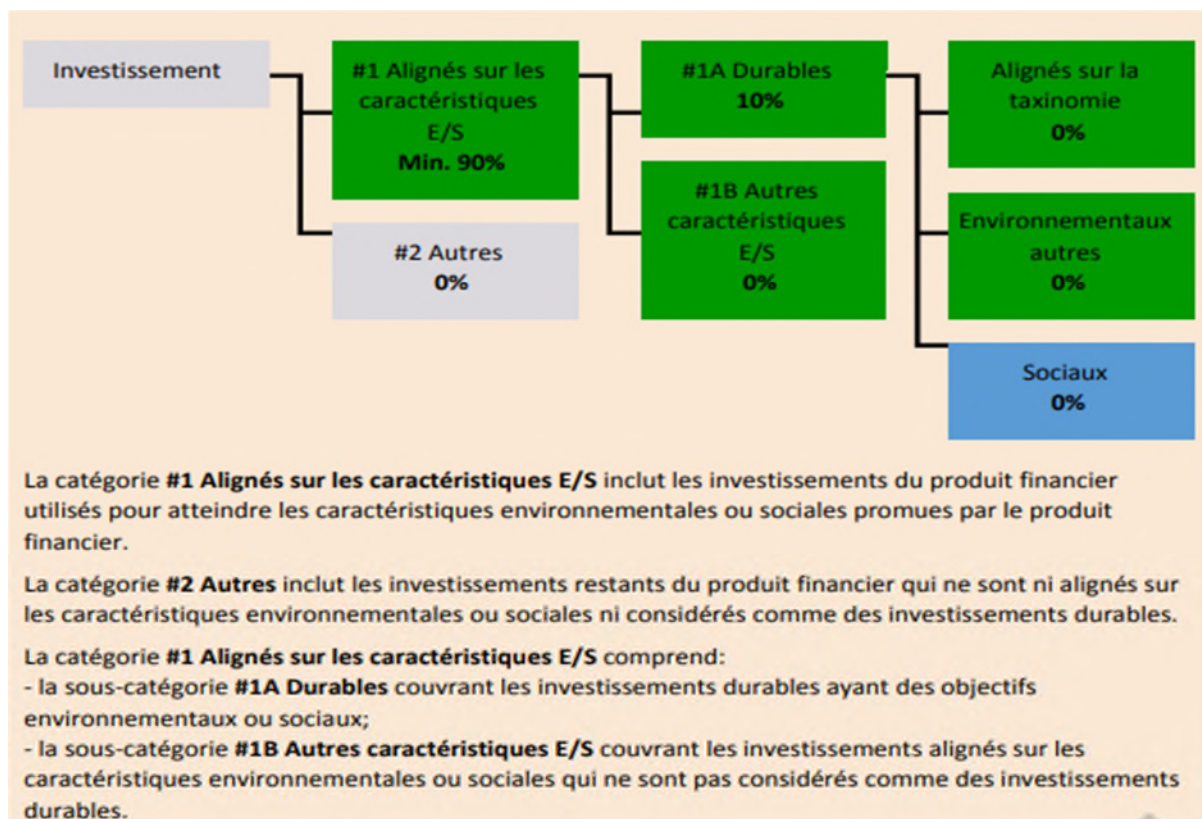 Investissement
#1 Alignés sur les
caractéristiques
E/S
Min. 90%
#2 Autres
0%
#1A Durables
10%
#1B Autres
caractéristiques
E/S
0%
Alignés sur la
taxinomie
0%
Environnementaux
autres
0%
Sociaux
0%
La catégorie #1 Alignés sur les caractéristiques E/S inclut les investissements du produit financier
utilisés pour atteindre les caractéristiques environnementales ou sociales promues par le produit
financier.
La catégorie #2 Autres inclut les investissements restants du produit financier qui ne sont ni alignés sur
les caractéristiques environnementales ou sociales ni considérés comme des investissements durables.
La catégorie #1 Alignés sur les caractéristiques E/S comprend:
- la sous-catégorie #1A Durables couvrant les investissements durables ayant des objectifs
environnementaux ou sociaux;
- la sous-catégorie #1B Autres caractéristiques E/S couvrant les investissements alignés sur les
caractéristiques environnementales ou sociales qui ne sont pas considérés comme des investissements
durables.